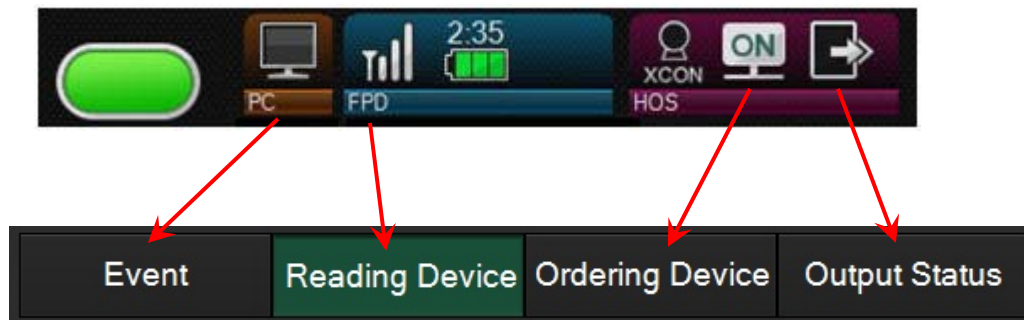 2:35
XCON
ON
PC
FPD
HOS
Event
Reading Device
Ordering Device
Output Status